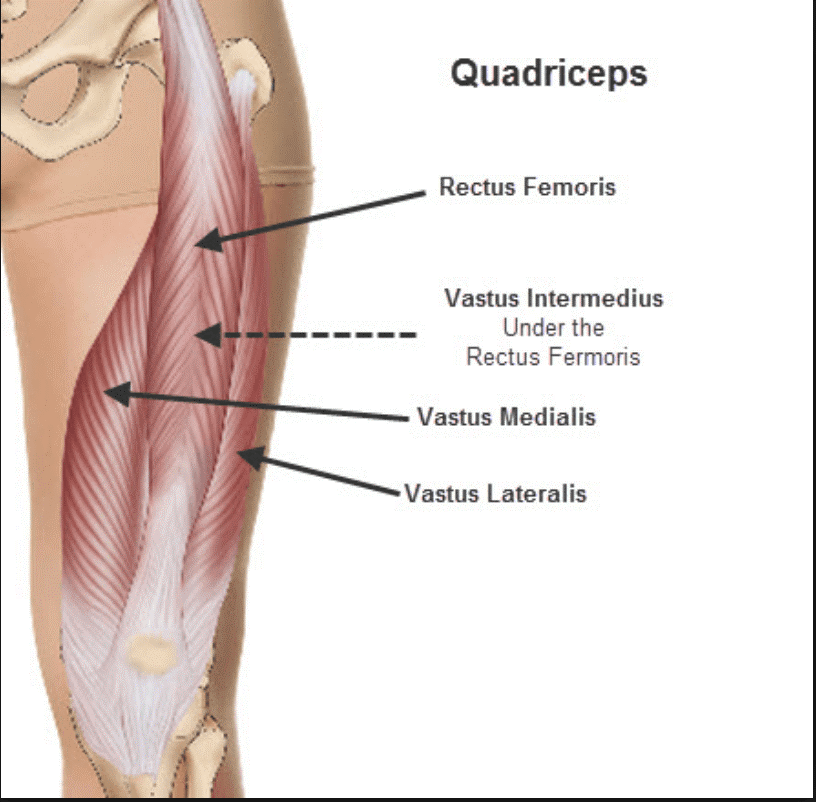 Quadriceps
Rectus Femoris
Vastus Intermedius
Under the
Rectus Fermoris
Vastus Medialis
Vastus Lateralis